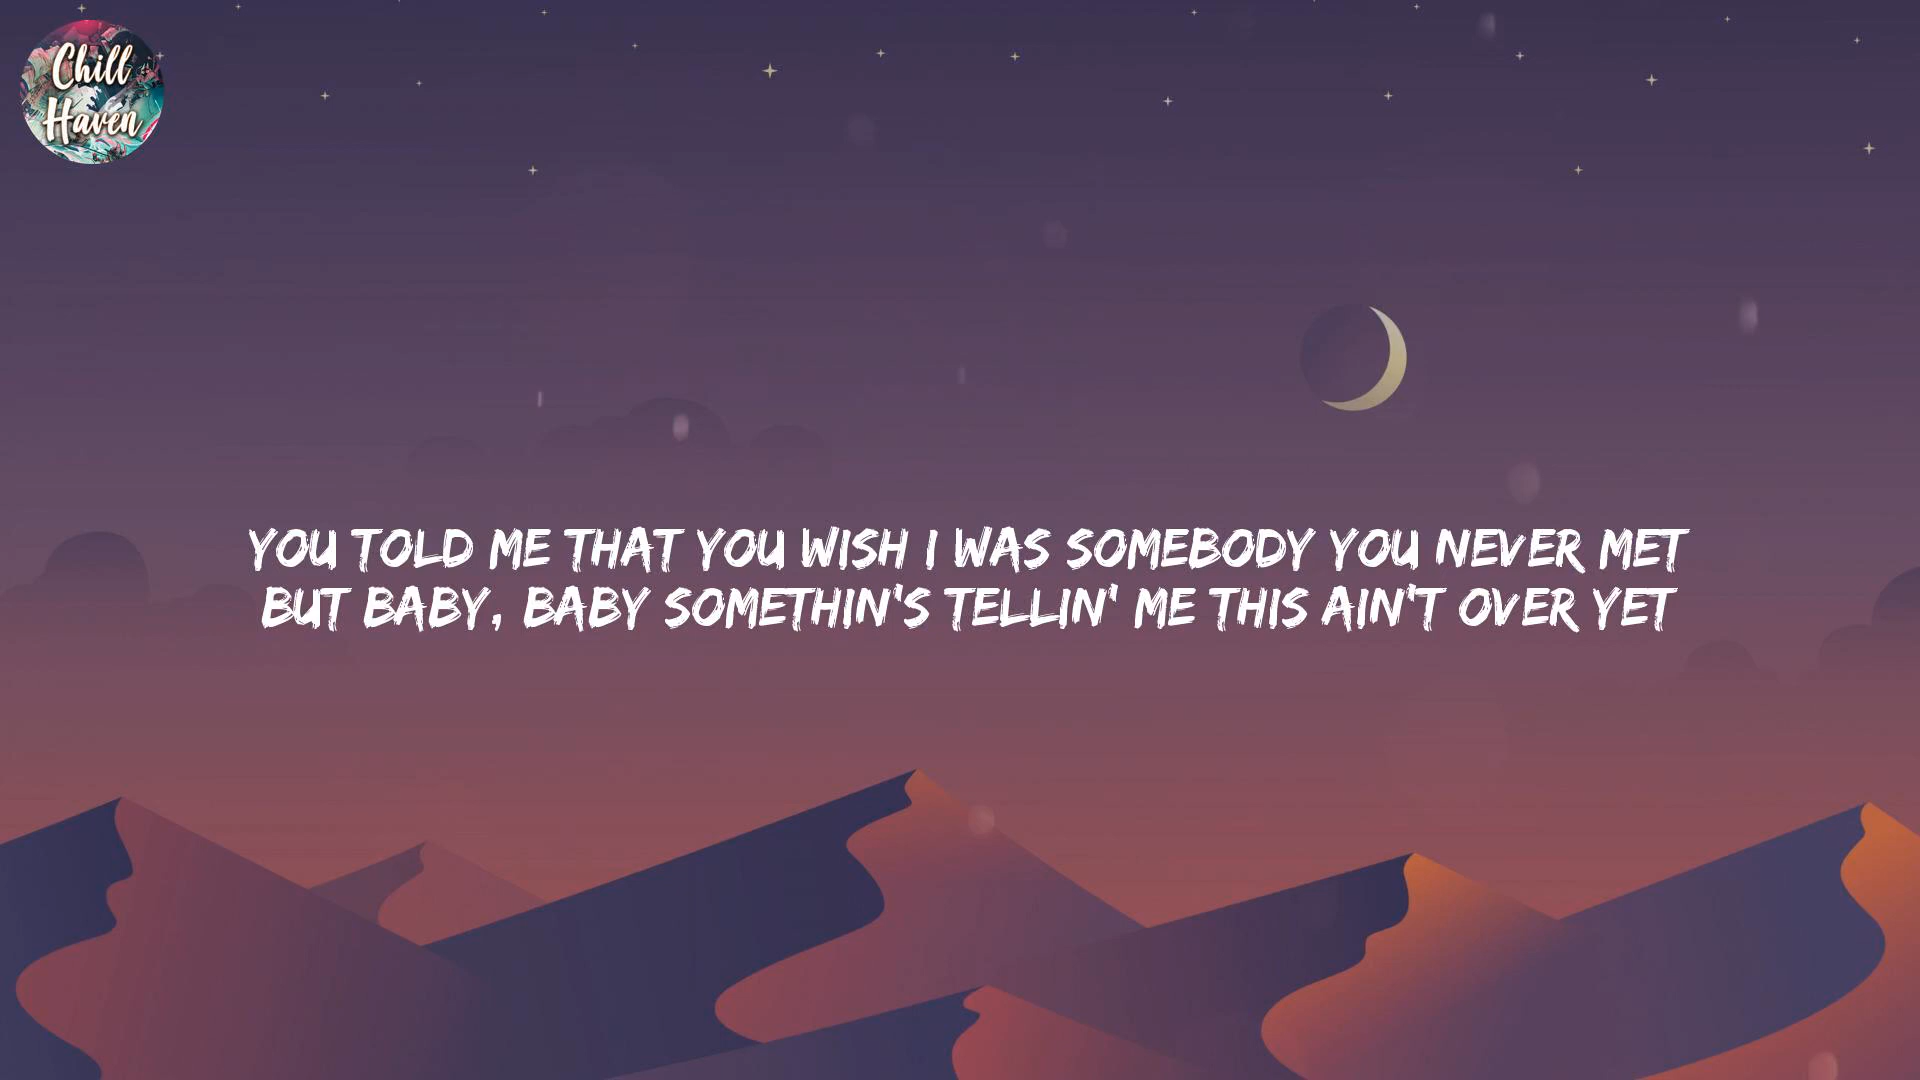 Chill
Haven
YOU TOLD ME THAT YOU WISH I WAS SOMEBODY YOU NEVER MET
BUT BABY, BABY SOMETHIN'S TELLIN' ME THIS AIN'T OVER YET